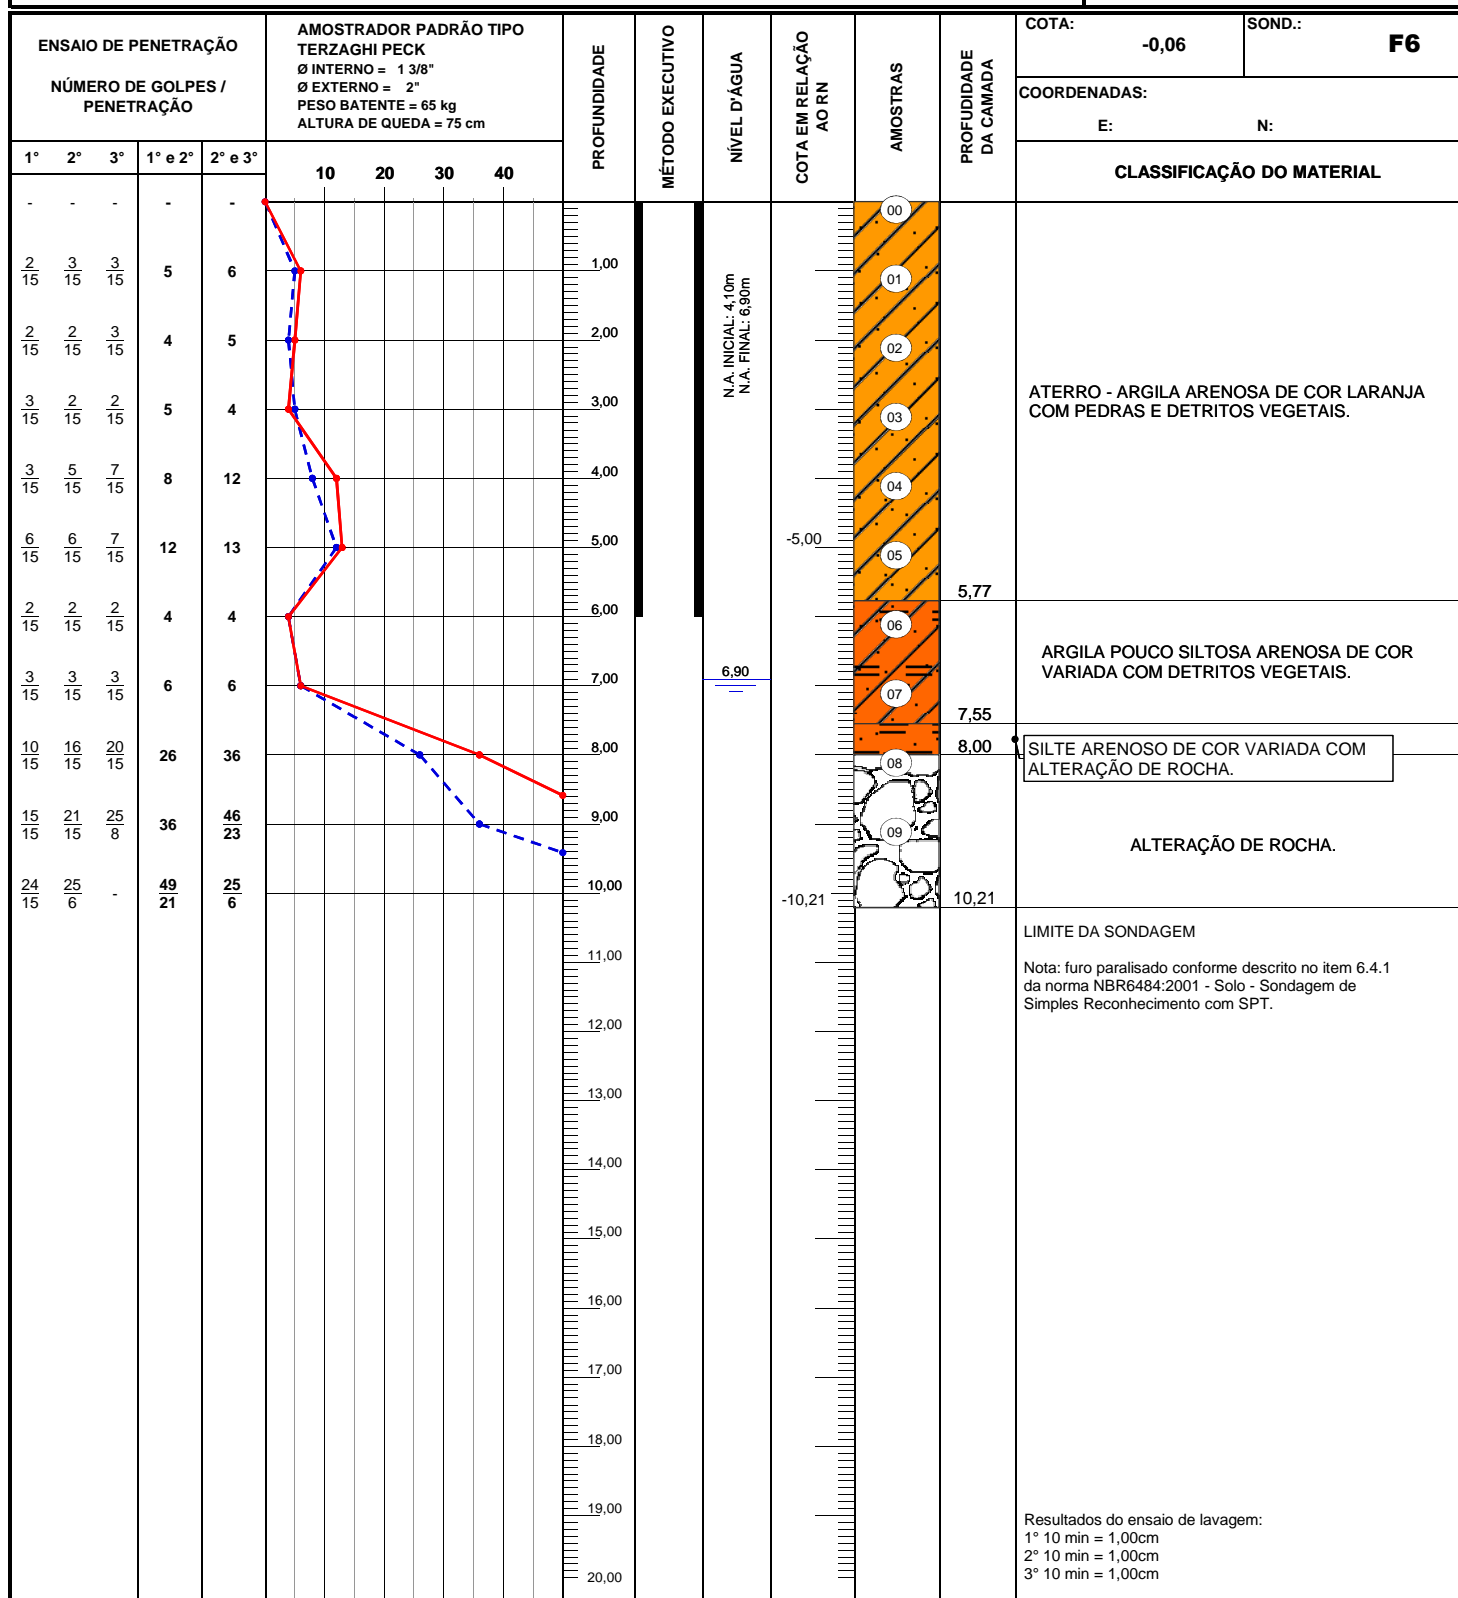 ENSAIO DE PENETRAÇÃO
NÚMERO DE GOLPES /
PENETRAÇÃO
AMOSTRADOR PADRÃO TIPO
TERZAGHI PECK
Ø INTERNO = 1 3/8"
Ø EXTERNO = 2"
PESO BATENTE = 65 kg
ALTURA DE QUEDA = 75 cm
PROFUNDIDADE
MÉTODO EXECUTIVO
NÍVEL D'ÁGUA
COTA EM RELAÇÃO
AO RN
AMOSTRAS
PROFUDIDADE
DA CAMADA
COTA:
-0,06
SOND.:
F6
COORDENADAS:
E: N:
CLASSIFICAÇÃO DO MATERIAL
1° 2° 3° 1° e 2° 2° e 3°
10 20 30 40
- - - - -
2/15 3/15 3/15 5 6
2/15 2/15 3/15 4 5
3/15 2/15 2/15 5 4
3/15 5/15 7/15 8 12
6/15 6/15 7/15 12 13
2/15 2/15 2/15 4 4
3/15 3/15 3/15 6 6
10/15 16/15 20/15 26 36
15/15 21/15 25/8 36 46/23
24/15 25/6 - 49/21 25/6
1,00
2,00
3,00
4,00
5,00
6,00
7,00
8,00
9,00
10,00
11,00
12,00
13,00
14,00
15,00
16,00
17,00
18,00
19,00
20,00
N.A. INICIAL: 4,10m
N.A. FINAL: 6,90m
6,90
-5,00
-10,21
00
01
02
03
04
05
06
07
08
09
5,77
7,55
8,00
10,21
ATERRO - ARGILA ARENOSA DE COR LARANJA
COM PEDRAS E DETRITOS VEGETAIS.
ARGILA POUCO SILTOSA ARENOSA DE COR
VARIADA COM DETRITOS VEGETAIS.
SILTE ARENOSO DE COR VARIADA COM
ALTERAÇÃO DE ROCHA.
ALTERAÇÃO DE ROCHA.
LIMITE DA SONDAGEM
Nota: furo paralisado conforme descrito no item 6.4.1
da norma NBR6484:2001 - Solo - Sondagem de
Simples Reconhecimento com SPT.
Resultados do ensaio de lavagem:
1° 10 min = 1,00cm
2° 10 min = 1,00cm
3° 10 min = 1,00cm